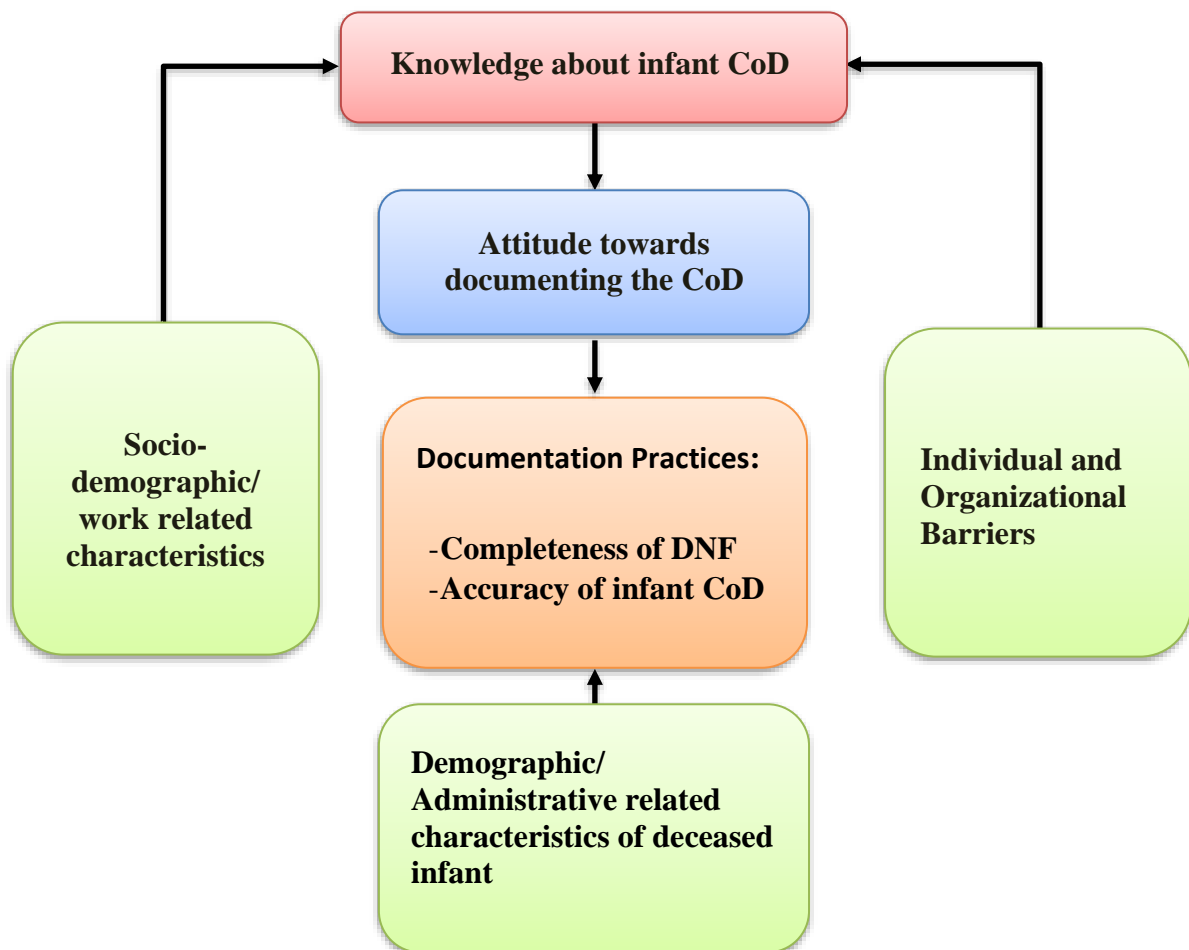 Knowledge about infant CoD
Attitude towards
documenting the CoD
Socio-
demographic/
work related
characteristics
Documentation Practices:
-Completeness of DNF
-Accuracy of infant CoD
Individual and
Organizational
Barriers
Demographic/
Administrative related
characteristics of deceased
infant